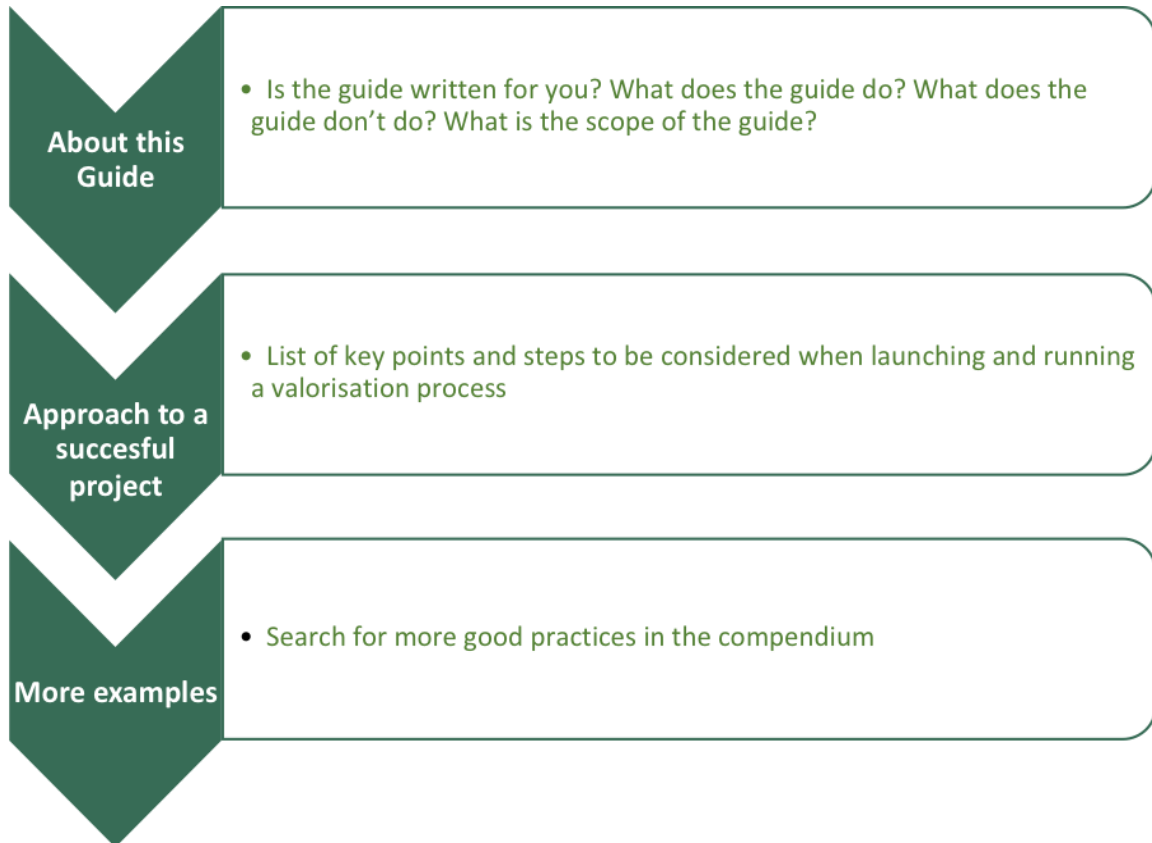 About this
Guide
• Is the guide written for you? What does the guide do? What does the
guide don't do? What is the scope of the guide?
Approach to a
succesful
project
• List of key points and steps to be considered when launching and running
a valorisation process
More examples
• Search for more good practices in the compendium